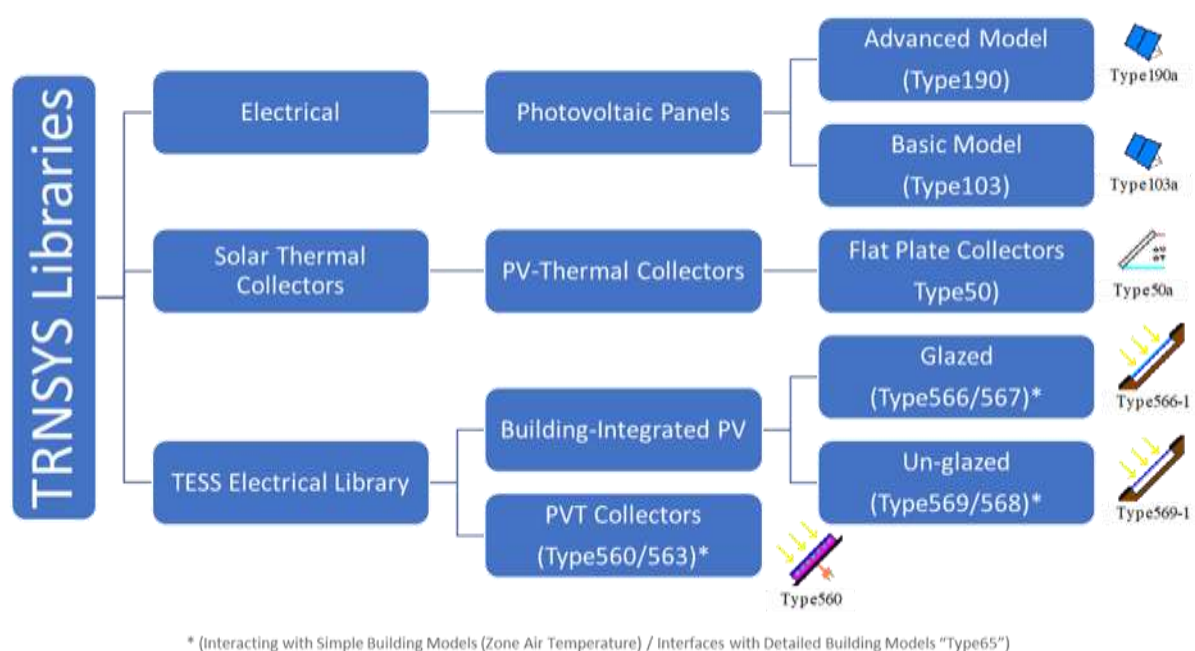 TRNSYS Libraries
Electrical
Photovoltaic Panels
Advanced Model
(Type190)
Type190a
Basic Model
(Type103)
Type103a
Solar Thermal
Collectors
PV-Thermal Collectors
Flat Plate Collectors
Type50)
Type50a
TESS Electrical Library
Building-Integrated PV
Glazed
(Type566/567)*
Type566-1
Un-glazed
(Type569/568)*
Type569-1
PVT Collectors
(Type560/563)*
Type560
* (Interacting with Simple Building Models (Zone Air Temperature) / Interfaces with Detailed Building Models “Type65”)